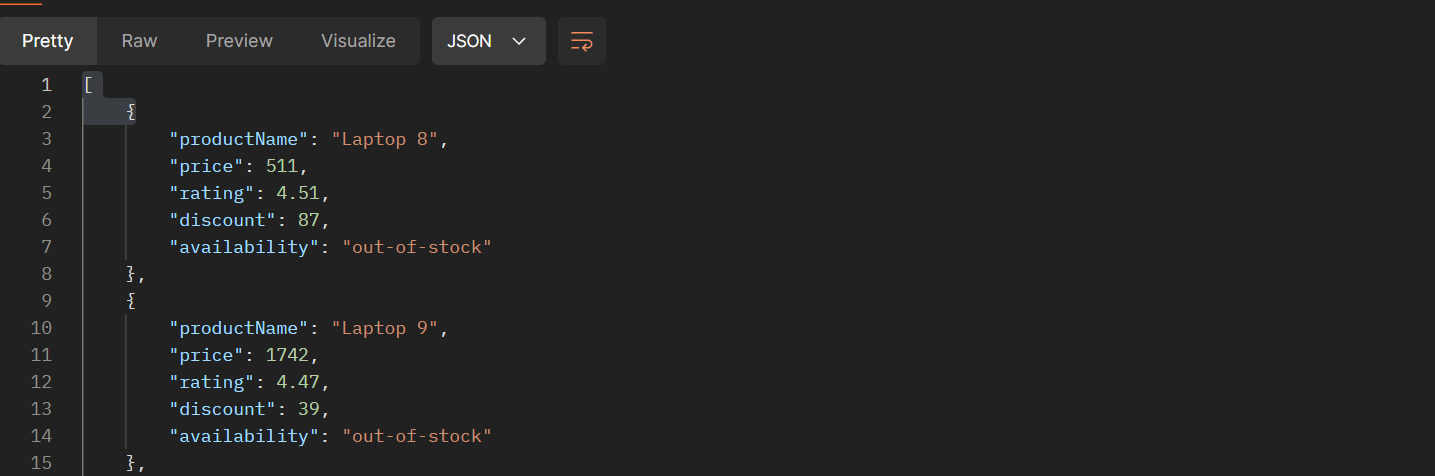 Pretty Raw Preview Visualize JSON
1 [
2 {
3 "productName": "Laptop 8",
4 "price": 511,
5 "rating": 4.51,
6 "discount": 87,
7 "availability": "out-of-stock"
8 },
9 {
10 "productName": "Laptop 9",
11 "price": 1742,
12 "rating": 4.47,
13 "discount": 39,
14 "availability": "out-of-stock"
15 },